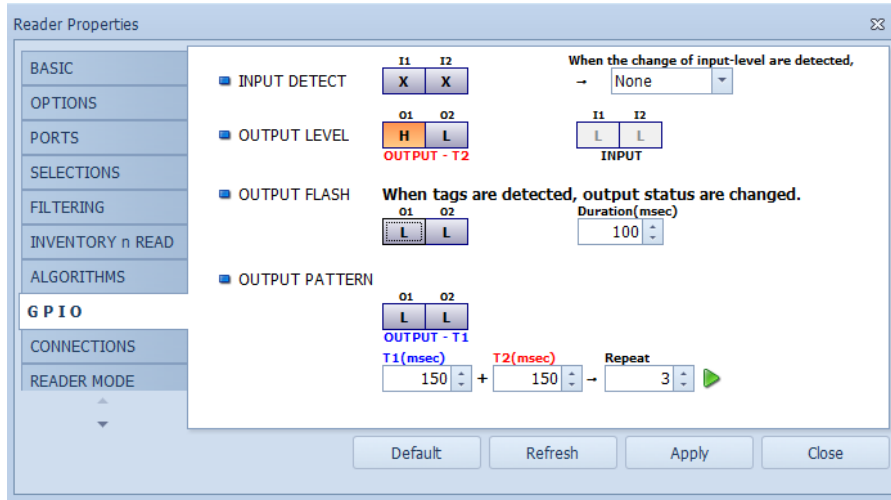 Reader Properties
BASIC
OPTIONS
PORTS
SELECTIONS
FILTERING
INVENTORY n READ
ALGORITHMS
G P I O
CONNECTIONS
READER MODE
I1 I2 When the change of input-level are detected,
INPUT DETECT X X → None
O1 O2 I1 I2
OUTPUT LEVEL H L L L
OUTPUT - T2 INPUT
OUTPUT FLASH When tags are detected, output status are changed.
O1 O2 Duration(msec)
L L 100
OUTPUT PATTERN
O1 O2
L L
OUTPUT - T1
T1(msec) T2(msec) Repeat
150 + 150 → 3
Default Refresh Apply Close